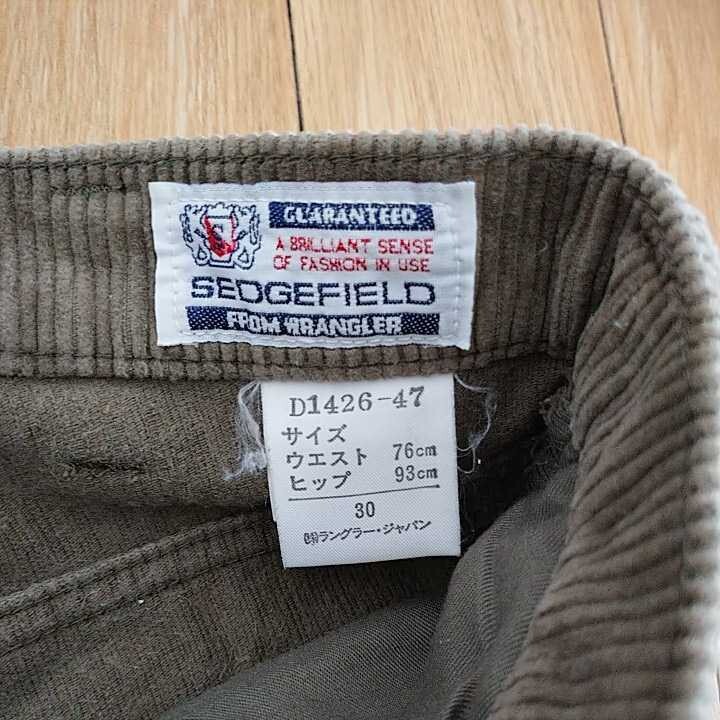 GUARANTEED
A BRILLIANT SENSE
OF FASHION IN USE
SEDGEFIELD
FROM WRANGLER
D1426-47
サイズ
ウエスト 76cm
ヒップ 93cm
30
㈱ラングラー・ジャパン